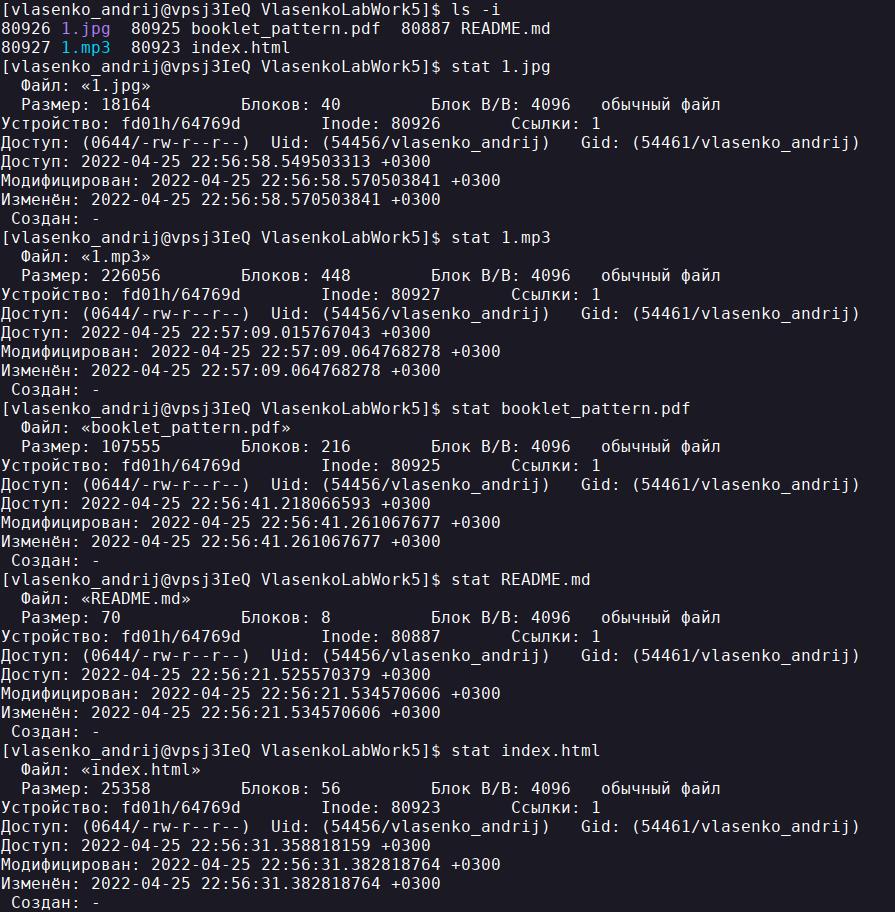 [vlasenko_andrij@vpsj3IeQ VlasenkoLabWork5]$ ls -i
80926 1.jpg  80925 booklet_pattern.pdf  80887 README.md
80927 1.mp3  80923 index.html
[vlasenko_andrij@vpsj3IeQ VlasenkoLabWork5]$ stat 1.jpg
  Файл: «1.jpg»
  Размер: 18164         Блоков: 40         Блок В/В: 4096   обычный файл
Устройство: fd01h/64769d        Inode: 80926       Ссылки: 1
Доступ: (0644/-rw-r--r--)  Uid: (54456/vlasenko_andrij)   Gid: (54461/vlasenko_andrij)
Доступ: 2022-04-25 22:56:58.549503313 +0300
Модифицирован: 2022-04-25 22:56:58.570503841 +0300
Изменён: 2022-04-25 22:56:58.570503841 +0300
 Создан: -
[vlasenko_andrij@vpsj3IeQ VlasenkoLabWork5]$ stat 1.mp3
  Файл: «1.mp3»
  Размер: 226056        Блоков: 448        Блок В/В: 4096   обычный файл
Устройство: fd01h/64769d        Inode: 80927       Ссылки: 1
Доступ: (0644/-rw-r--r--)  Uid: (54456/vlasenko_andrij)   Gid: (54461/vlasenko_andrij)
Доступ: 2022-04-25 22:57:09.015767043 +0300
Модифицирован: 2022-04-25 22:57:09.064768278 +0300
Изменён: 2022-04-25 22:57:09.064768278 +0300
 Создан: -
[vlasenko_andrij@vpsj3IeQ VlasenkoLabWork5]$ stat booklet_pattern.pdf
  Файл: «booklet_pattern.pdf»
  Размер: 107555        Блоков: 216        Блок В/В: 4096   обычный файл
Устройство: fd01h/64769d        Inode: 80925       Ссылки: 1
Доступ: (0644/-rw-r--r--)  Uid: (54456/vlasenko_andrij)   Gid: (54461/vlasenko_andrij)
Доступ: 2022-04-25 22:56:41.218066593 +0300
Модифицирован: 2022-04-25 22:56:41.261067677 +0300
Изменён: 2022-04-25 22:56:41.261067677 +0300
 Создан: -
[vlasenko_andrij@vpsj3IeQ VlasenkoLabWork5]$ stat README.md
  Файл: «README.md»
  Размер: 70            Блоков: 8          Блок В/В: 4096   обычный файл
Устройство: fd01h/64769d        Inode: 80887       Ссылки: 1
Доступ: (0644/-rw-r--r--)  Uid: (54456/vlasenko_andrij)   Gid: (54461/vlasenko_andrij)
Доступ: 2022-04-25 22:56:21.525570379 +0300
Модифицирован: 2022-04-25 22:56:21.534570606 +0300
Изменён: 2022-04-25 22:56:21.534570606 +0300
 Создан: -
[vlasenko_andrij@vpsj3IeQ VlasenkoLabWork5]$ stat index.html
  Файл: «index.html»
  Размер: 25358         Блоков: 56         Блок В/В: 4096   обычный файл
Устройство: fd01h/64769d        Inode: 80923       Ссылки: 1
Доступ: (0644/-rw-r--r--)  Uid: (54456/vlasenko_andrij)   Gid: (54461/vlasenko_andrij)
Доступ: 2022-04-25 22:56:31.358818159 +0300
Модифицирован: 2022-04-25 22:56:31.382818764 +0300
Изменён: 2022-04-25 22:56:31.382818764 +0300
 Создан: -